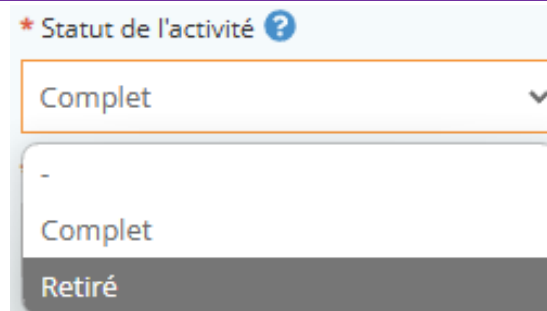 * Statut de l'activité ?
Complet
-
Complet
Retiré